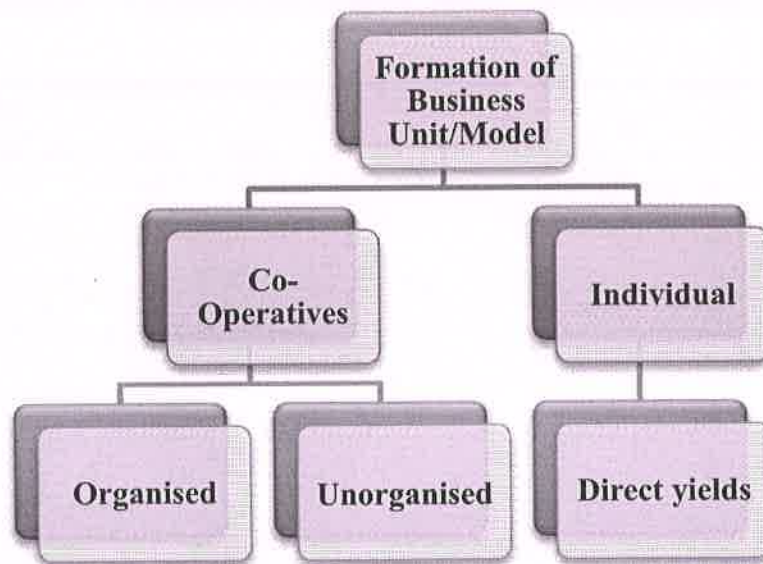 Formation of
Business
Unit/Model
Co-
Operatives
Individual
Organised
Unorganised
Direct yields